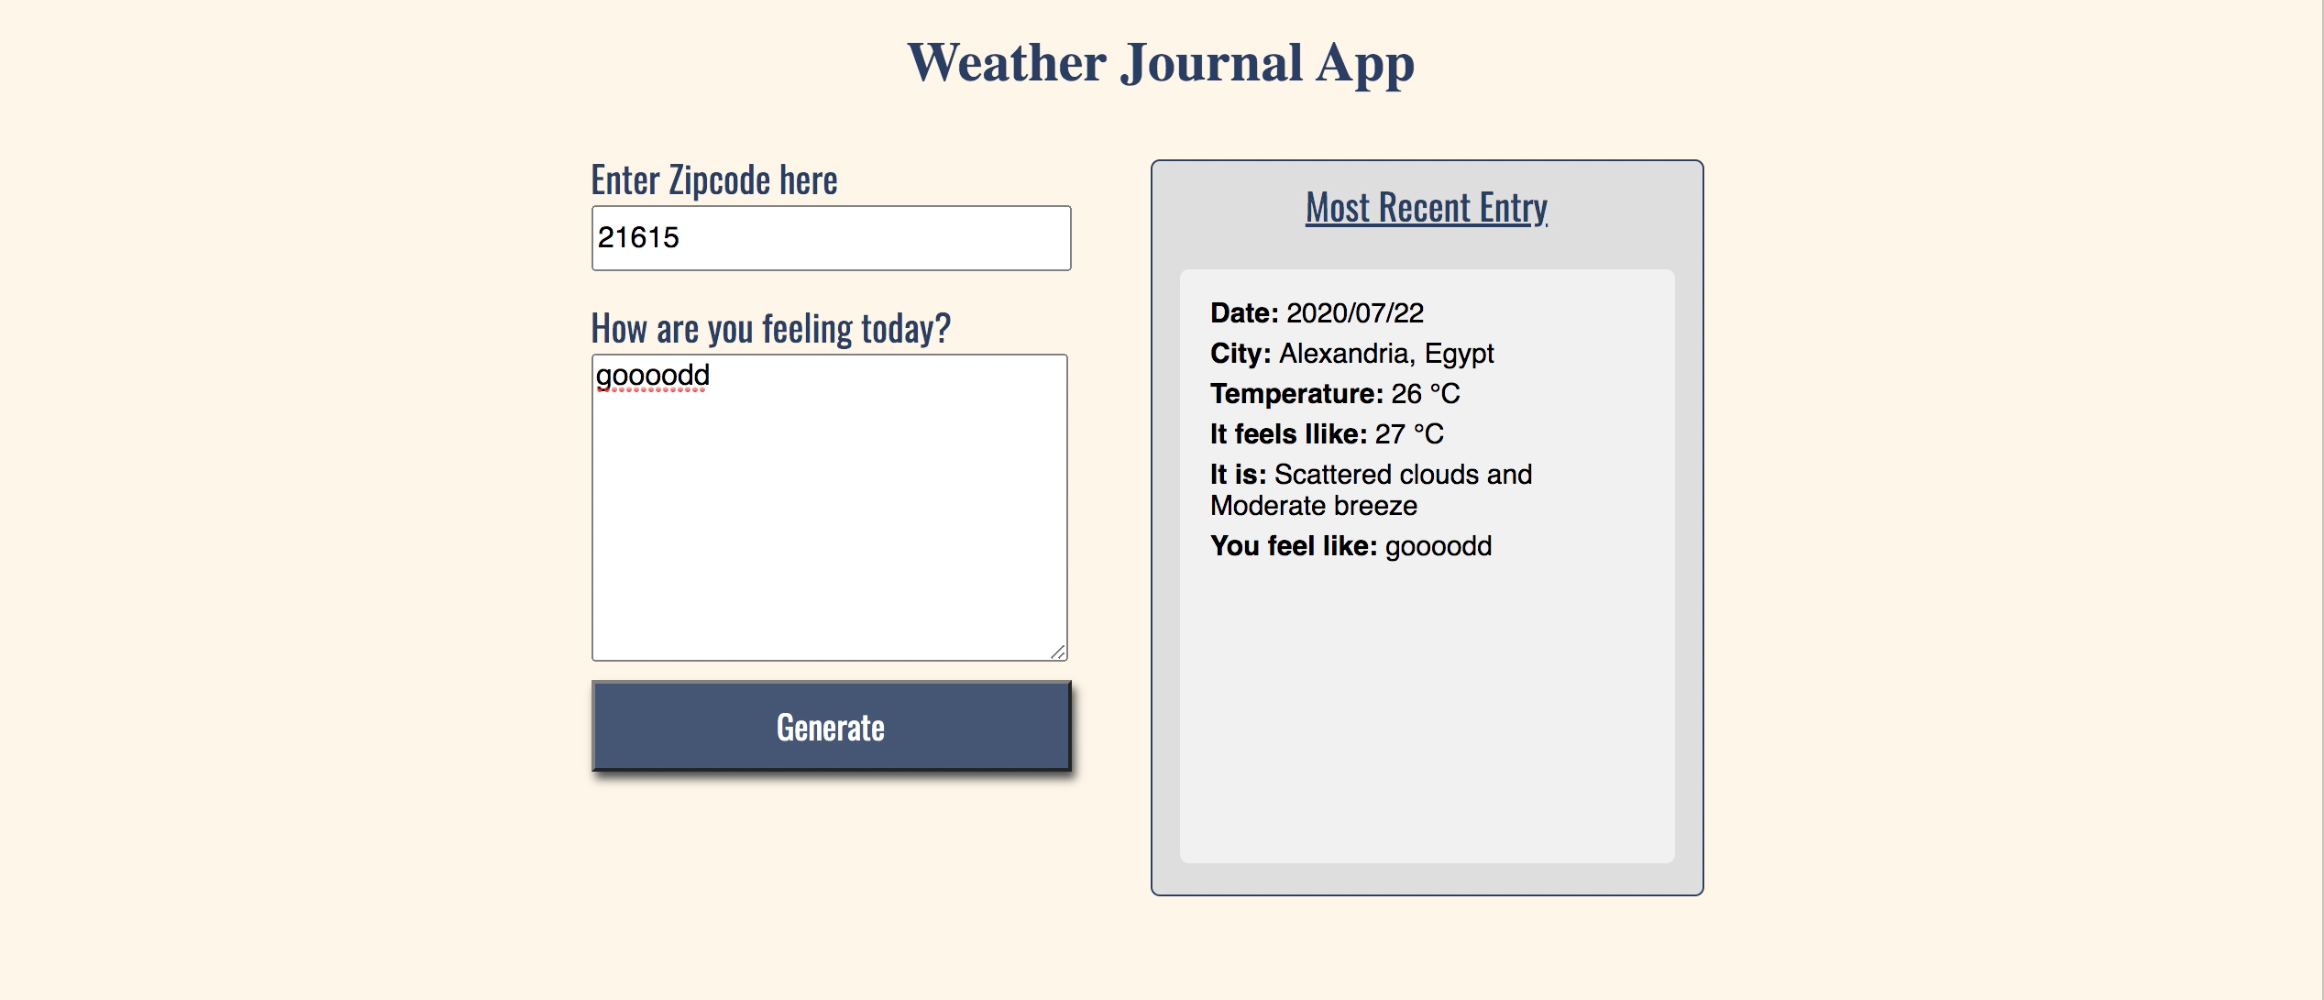 Weather Journal App
Enter Zipcode here
21615
How are you feeling today?
goooodd
Generate
Most Recent Entry
Date: 2020/07/22
City: Alexandria, Egypt
Temperature: 26 °C
It feels llike: 27 °C
It is: Scattered clouds and
Moderate breeze
You feel like: goooodd